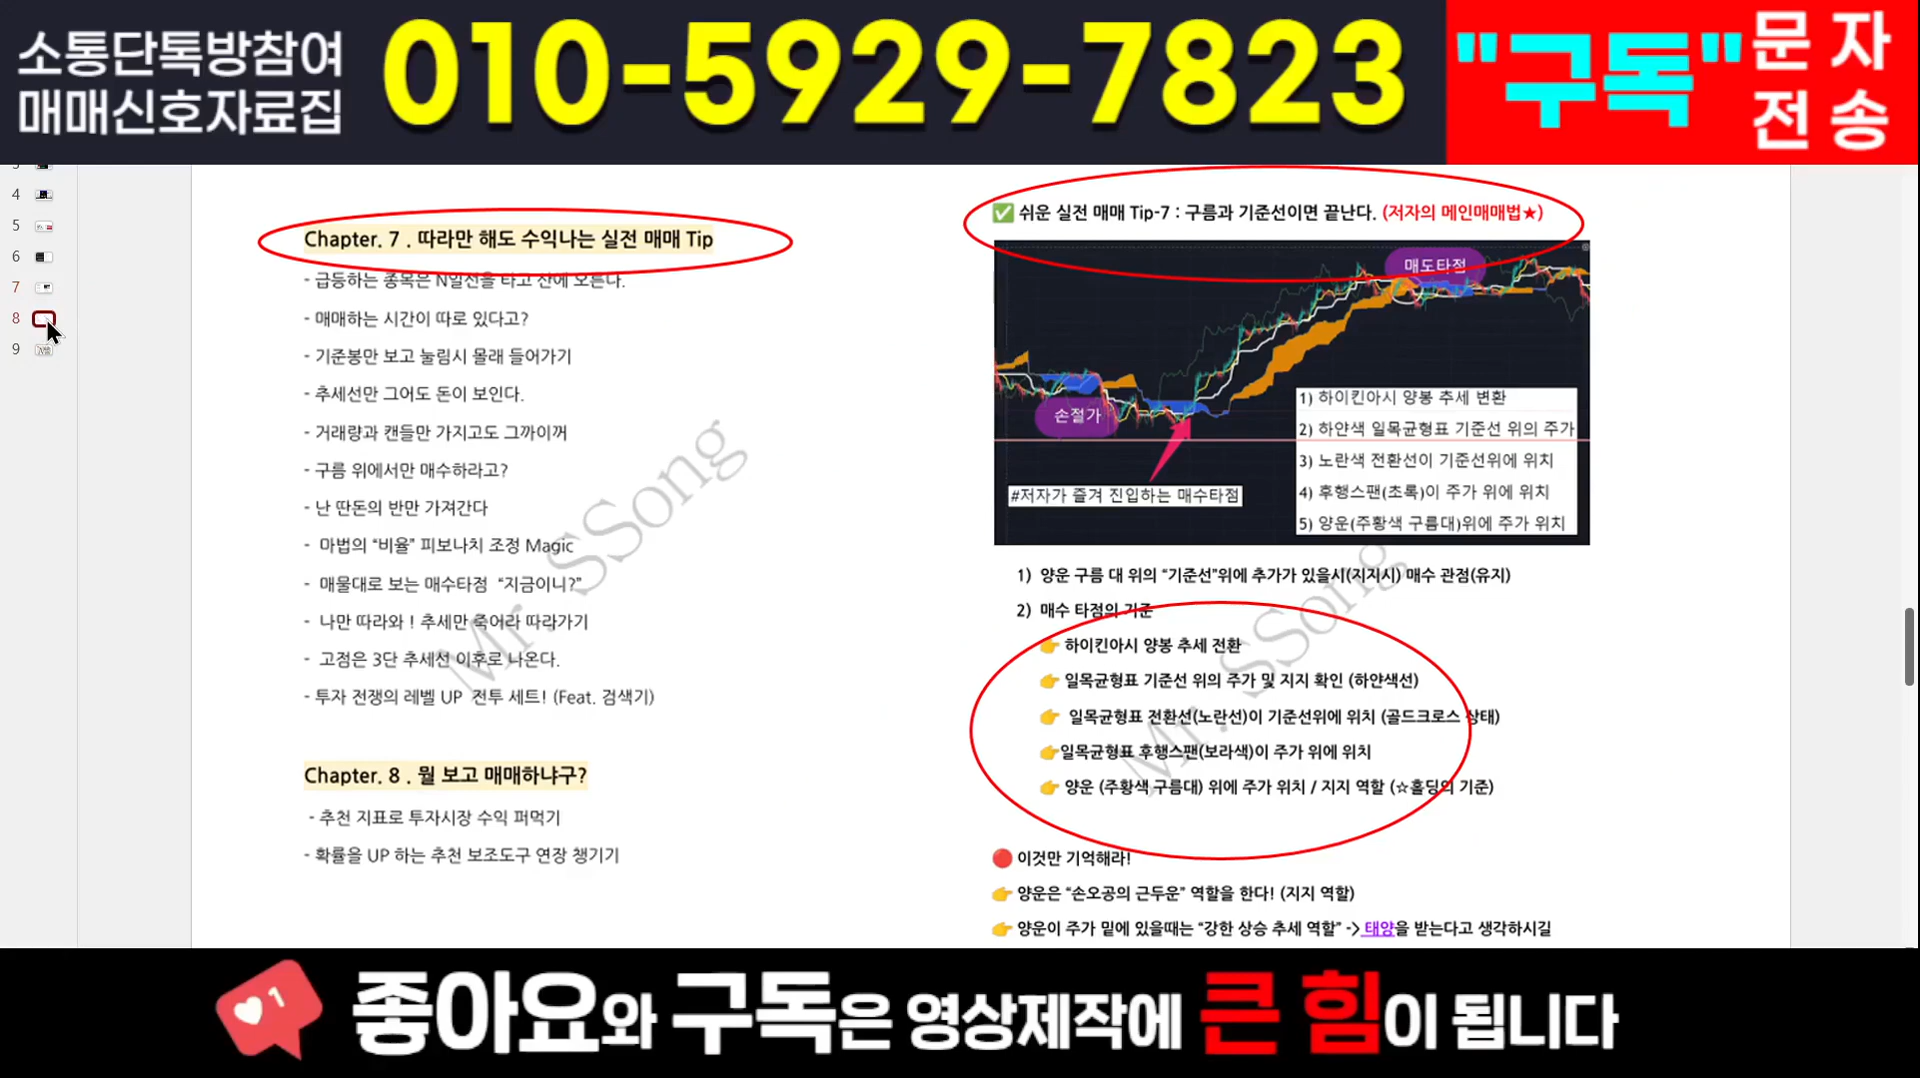 소통단톡방참여
매매신호자료집
010-5929-7823
"구독"
문자
전송
4
5
6
7
8
9
Chapter. 7 . 따라만 해도 수익나는 실전 매매 Tip
- 급등하는 종목은 N일선을 타고 산에 오른다.
- 매매하는 시간이 따로 있다고?
- 기준봉만 보고 눌림시 몰래 들어가기
- 추세선만 그어도 돈이 보인다.
- 거래량과 캔들만 가지고도 그까이꺼
- 구름 위에서만 매수하라고?
- 난 딴돈의 반만 가져간다
- 마법의 “비율” 피보나치 조정 Magic
- 매물대로 보는 매수타점 “지금이니?”
- 나만 따라와 ! 추세만 죽어라 따라가기
- 고점은 3단 추세선 이후로 나온다.
- 투자 전쟁의 레벨 UP 전투 세트! (Feat. 검색기)
Chapter. 8 . 뭘 보고 매매하냐구?
- 추천 지표로 투자시장 수익 퍼먹기
- 확률을 UP 하는 추천 보조도구 연장 챙기기
Mr. SSong
✅ 쉬운 실전 매매 Tip-7 : 구름과 기준선이면 끝난다. (저자의 메인매매법★)
매도타점
손절가
#저자가 즐겨 진입하는 매수타점
1) 하이킨아시 양봉 추세 변환
2) 하얀색 일목균형표 기준선 위의 주가
3) 노란색 전환선이 기준선위에 위치
4) 후행스팬(초록)이 주가 위에 위치
5) 양운(주황색 구름대)위에 주가 위치
1) 양운 구름 대 위의 “기준선”위에 추가가 있을시(지지시) 매수 관점(유지)
2) 매수 타점의 기준
👉 하이킨아시 양봉 추세 전환
👉 일목균형표 기준선 위의 주가 및 지지 확인 (하얀색선)
👉 일목균형표 전환선(노란선)이 기준선위에 위치 (골드크로스 상태)
👉일목균형표 후행스팬(보라색)이 주가 위에 위치
👉 양운 (주황색 구름대) 위에 주가 위치 / 지지 역할 (☆홀딩의 기준)
Mr. SSong
🔴 이것만 기억해라!
👉 양운은 “손오공의 근두운” 역할을 한다! (지지 역할)
👉 양운이 주가 밑에 있을때는 “강한 상승 추세 역할” -> 태양을 받는다고 생각하시길
1
좋아요와 구독은 영상제작에 큰 힘이 됩니다